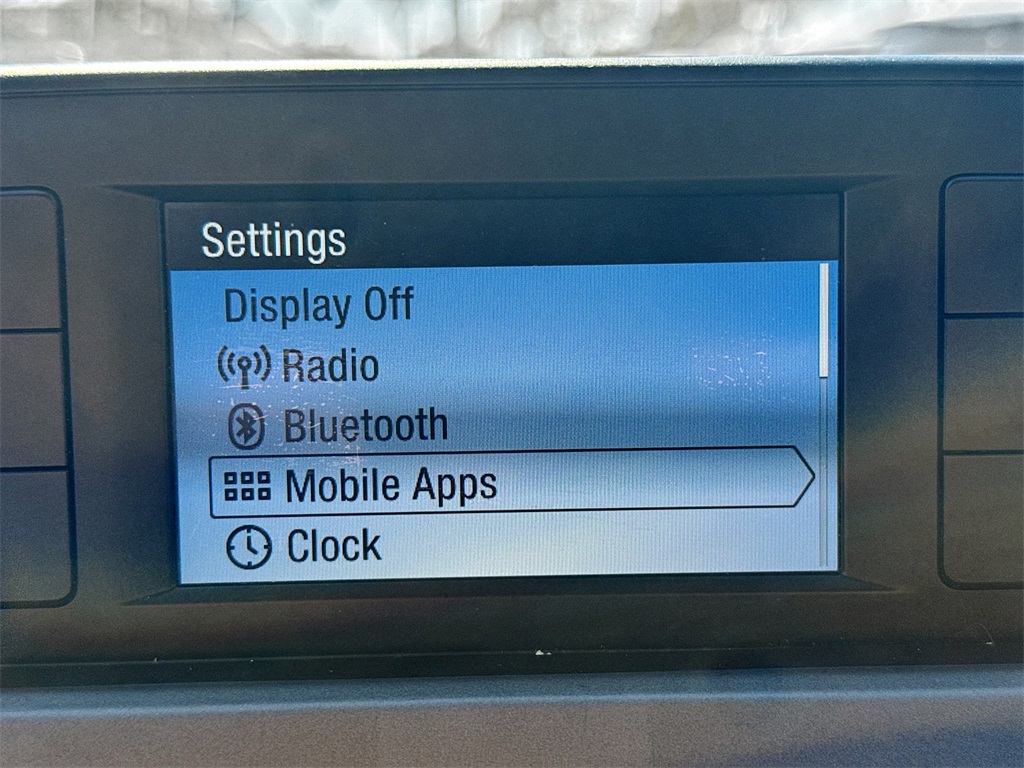 Settings
Display Off
Radio
Bluetooth
Mobile Apps
Clock